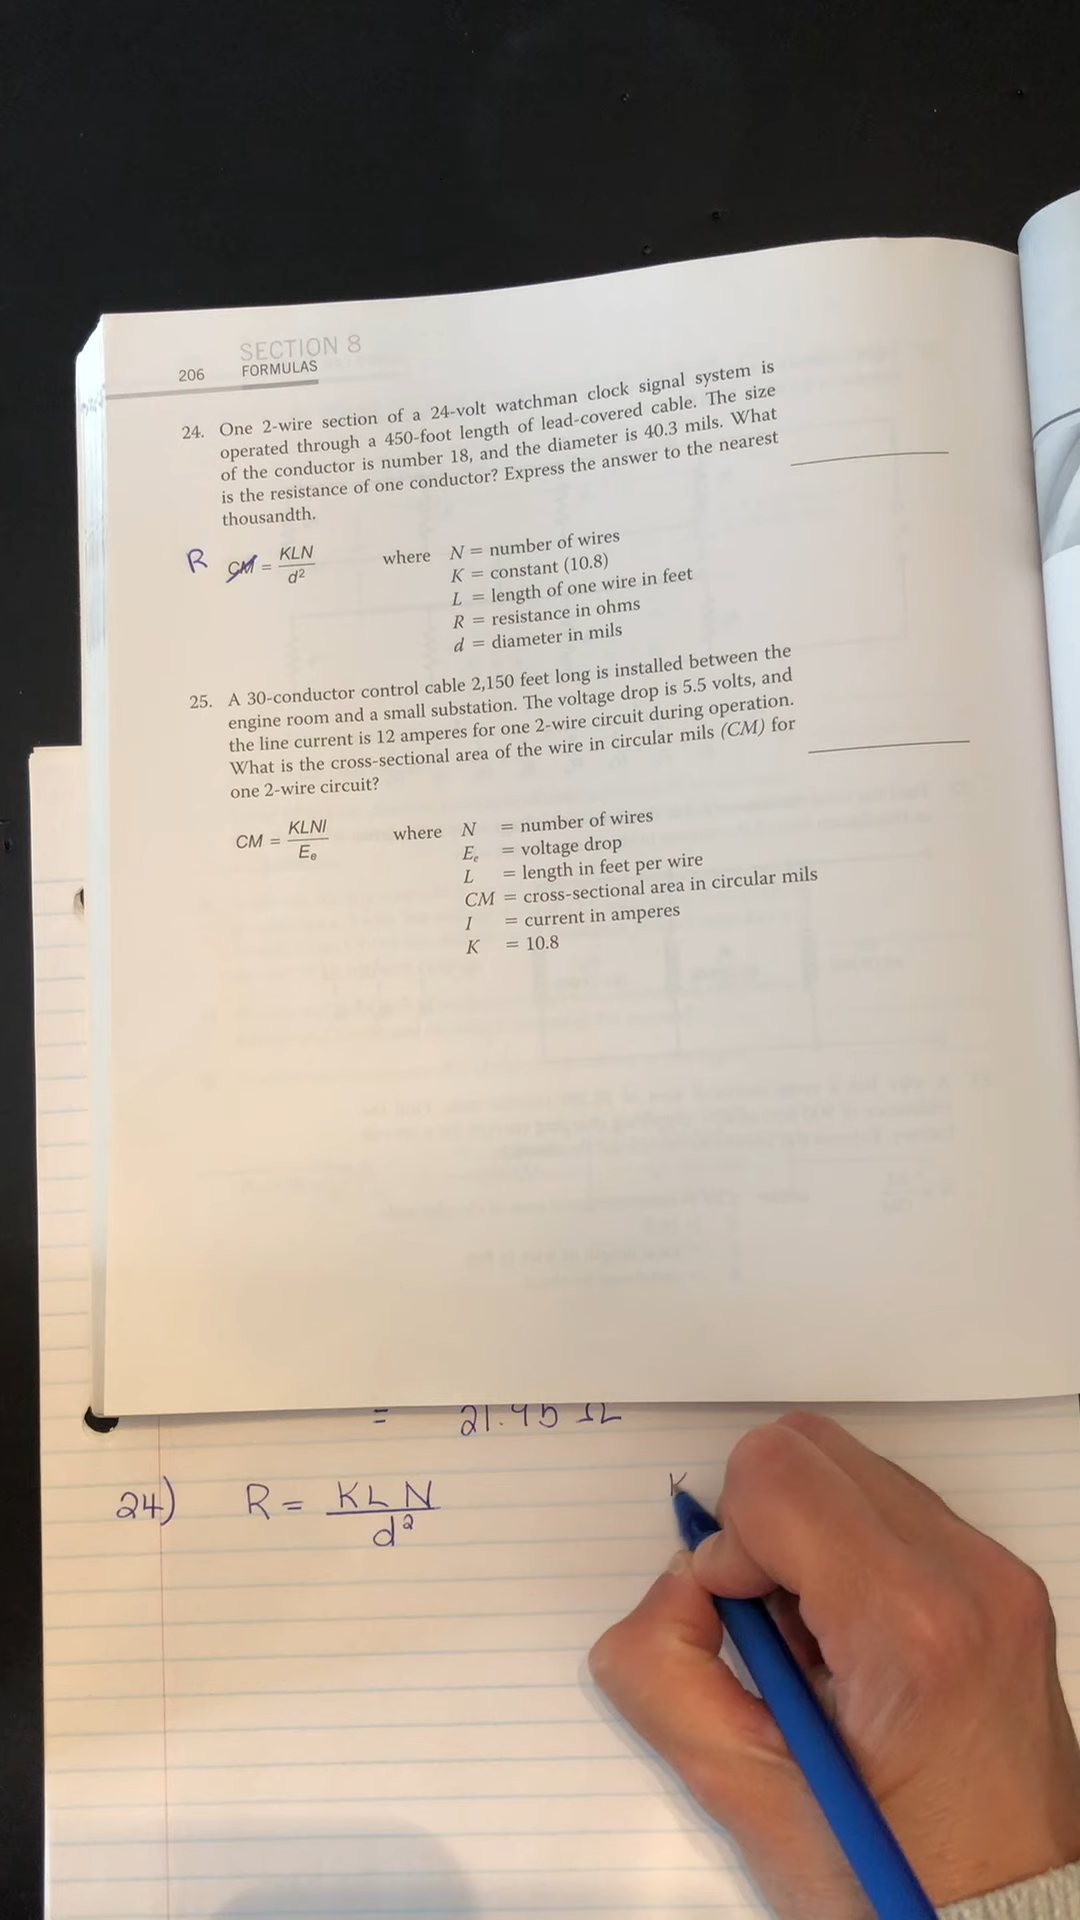 SECTION 8
206 FORMULAS
24. One 2-wire section of a 24-volt watchman clock signal system is
operated through a 450-foot length of lead-covered cable. The size
of the conductor is number 18, and the diameter is 40.3 mils. What
is the resistance of one conductor? Express the answer to the nearest
thousandth.
R CM = KLN
d²
where N = number of wires
K = constant (10.8)
L = length of one wire in feet
R = resistance in ohms
d = diameter in mils
25. A 30-conductor control cable 2,150 feet long is installed between the
engine room and a small substation. The voltage drop is 5.5 volts, and
the line current is 12 amperes for one 2-wire circuit during operation.
What is the cross-sectional area of the wire in circular mils (CM) for
one 2-wire circuit?
CM = KLNI
Eₑ
where N = number of wires
Eₑ = voltage drop
L = length in feet per wire
CM = cross-sectional area in circular mils
I = current in amperes
K = 10.8
= 21.45 Ω
24) R = KLN
d²
K